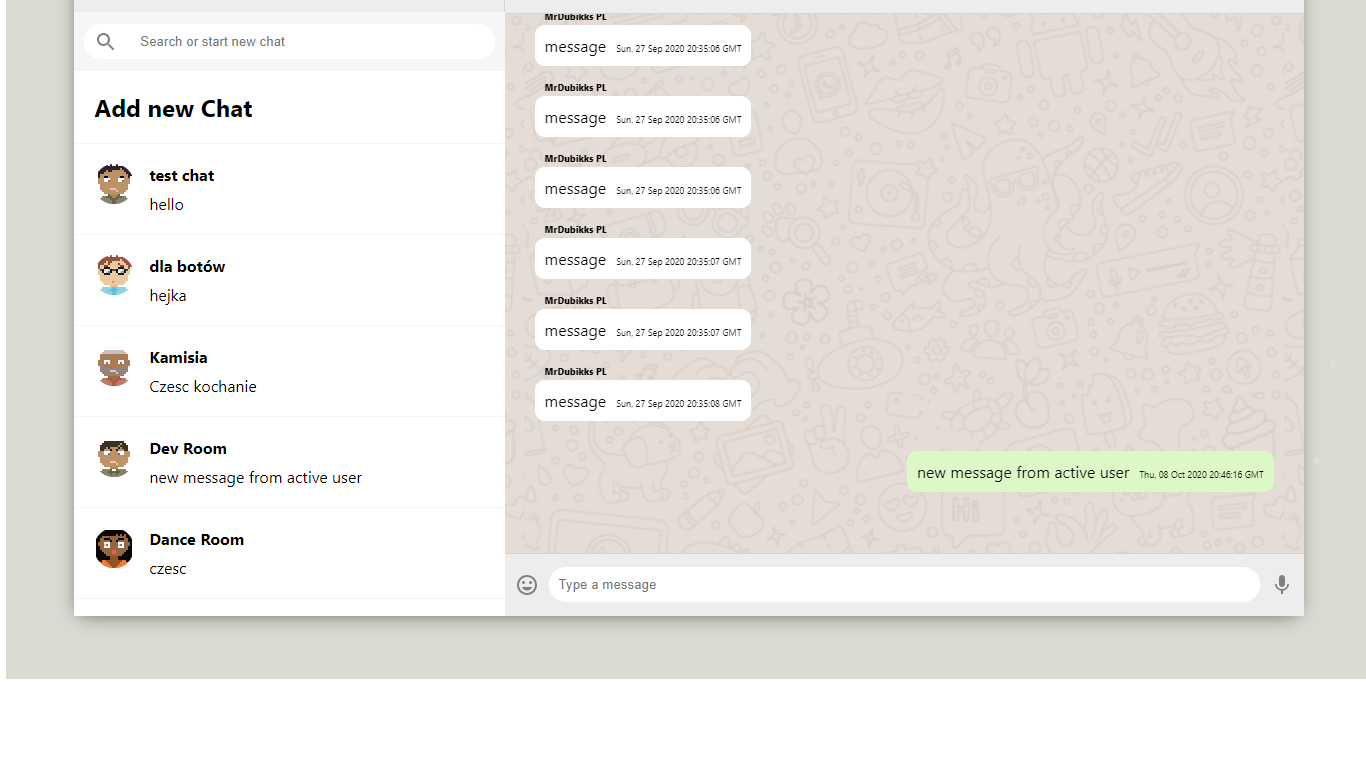 Search or start new chat
Add new Chat
test chat
hello
dla botów
hejka
Kamisia
Czesc kochanie
Dev Room
new message from active user
Dance Room
czesc
MrDubikks PL
message Sun, 27 Sep 2020 20:35:06 GMT
MrDubikks PL
message Sun, 27 Sep 2020 20:35:06 GMT
MrDubikks PL
message Sun, 27 Sep 2020 20:35:06 GMT
MrDubikks PL
message Sun, 27 Sep 2020 20:35:07 GMT
MrDubikks PL
message Sun, 27 Sep 2020 20:35:07 GMT
MrDubikks PL
message Sun, 27 Sep 2020 20:35:08 GMT
new message from active user Thu, 08 Oct 2020 20:46:16 GMT
Hi
Type a message